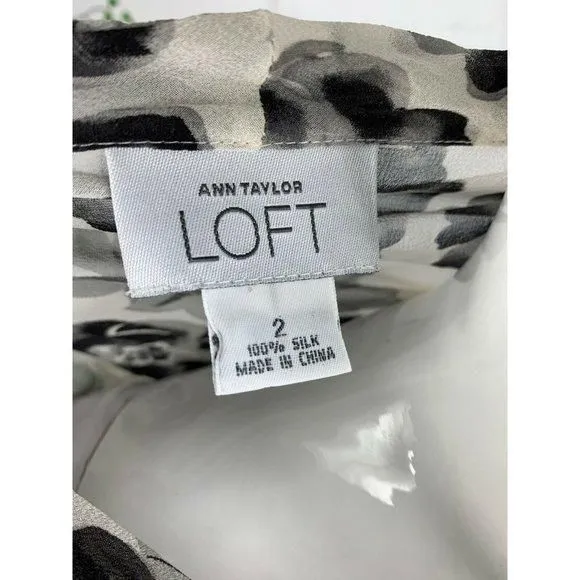 ANN TAYLOR
LOFT
2
100% SILK
MADE IN CHINA